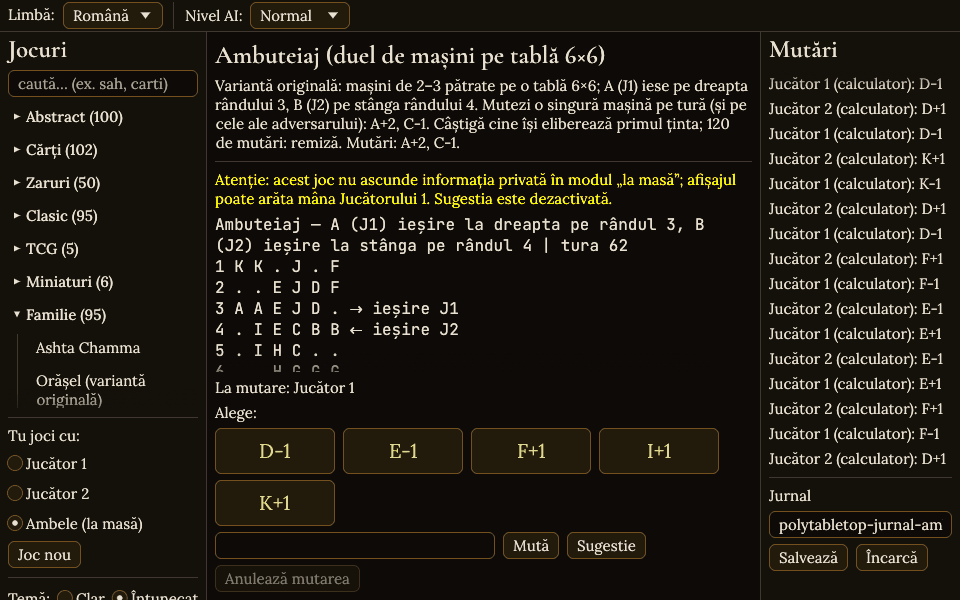 Limbă: Română ▼ Nivel AI: Normal ▼
Jocuri
caută... (ex. sah, carti)
▸ Abstract (100)
▸ Cărți (102)
▸ Zaruri (50)
▸ Clasic (95)
▸ TCG (5)
▸ Miniaturi (6)
▾ Familie (95)
Ashta Chamma
Orășel (variantă
originală)
Tu joci cu:
Jucător 1
Jucător 2
Ambele (la masă)
Joc nou
Temă: Clar Întunecat
Ambuteiaj (duel de mașini pe tablă 6×6)
Variantă originală: mașini de 2–3 pătrate pe o tablă 6×6; A (J1) iese pe dreapta
rândului 3, B (J2) pe stânga rândului 4. Mutezi o singură mașină pe tură (și pe
cele ale adversarului): A+2, C-1. Câștigă cine își eliberează primul ținta; 120
de mutări: remiză. Mutări: A+2, C-1.
Atenție: acest joc nu ascunde informația privată în modul „la masă”; afișajul
poate arăta mâna Jucătorului 1. Sugestia este dezactivată.
Ambuteiaj — A (J1) ieșire la dreapta pe rândul 3, B
(J2) ieșire la stânga pe rândul 4 | tura 62
1 K K . J . F
2 . . E J D F
3 A A E J D . → ieșire J1
4 . I E C B B ← ieșire J2
5 . I H C . .
6 . . H G G G
La mutare: Jucător 1
Alege:
D-1 E-1 F+1 I+1
K+1
Mută Sugestie
Anulează mutarea
Mutări
Jucător 1 (calculator): D-1
Jucător 2 (calculator): D+1
Jucător 1 (calculator): D-1
Jucător 2 (calculator): K+1
Jucător 1 (calculator): K-1
Jucător 2 (calculator): D+1
Jucător 1 (calculator): D-1
Jucător 2 (calculator): F+1
Jucător 1 (calculator): F-1
Jucător 2 (calculator): E-1
Jucător 1 (calculator): E+1
Jucător 2 (calculator): E-1
Jucător 1 (calculator): E+1
Jucător 2 (calculator): F+1
Jucător 1 (calculator): F-1
Jucător 2 (calculator): D+1
Jurnal
polytabletop-jurnal-am
Salvează Încarcă